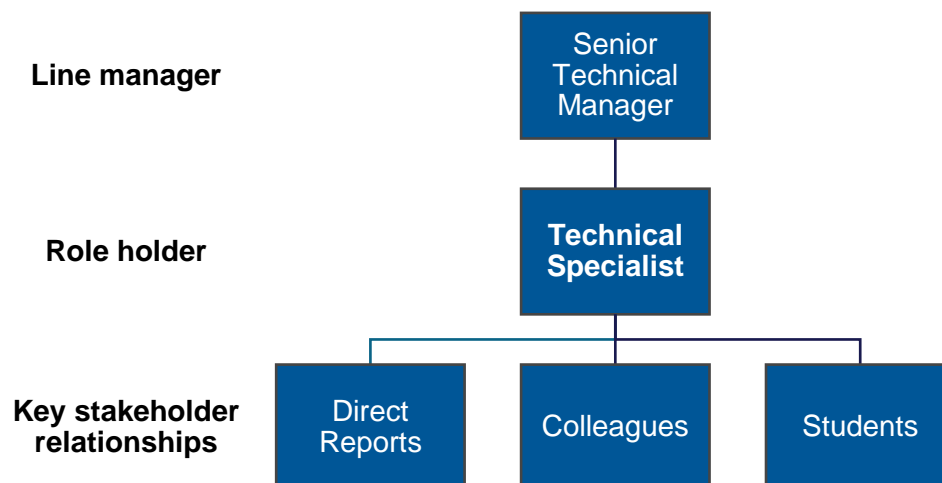 Line manager
Senior
Technical
Manager
Role holder
Technical
Specialist
Key stakeholder
relationships
Direct
Reports
Colleagues
Students